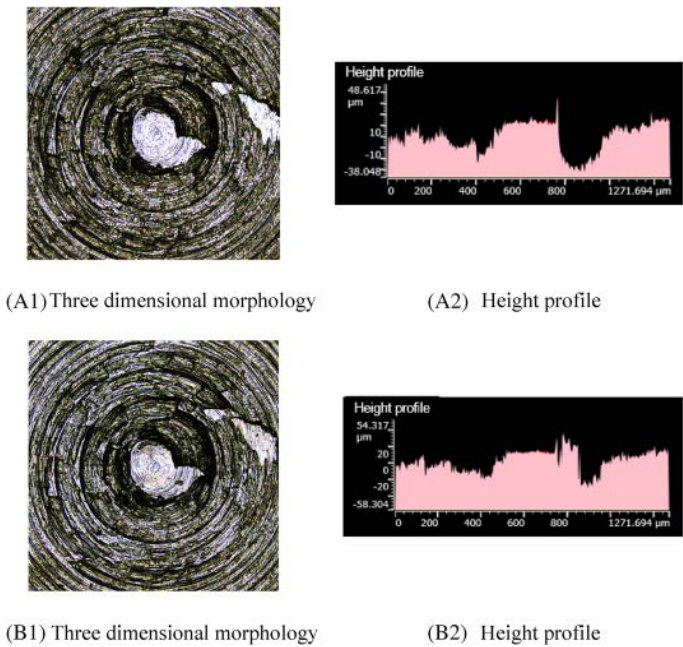 Height profile
48.617
μm
10
-10
-38.048
0 200 400 600 800 1271.694 μm
(A1) Three dimensional morphology
(A2) Height profile
Height profile
54.317
μm
20
0
-20
-58.304
0 200 400 600 800 1271.694 μm
(B1) Three dimensional morphology
(B2) Height profile